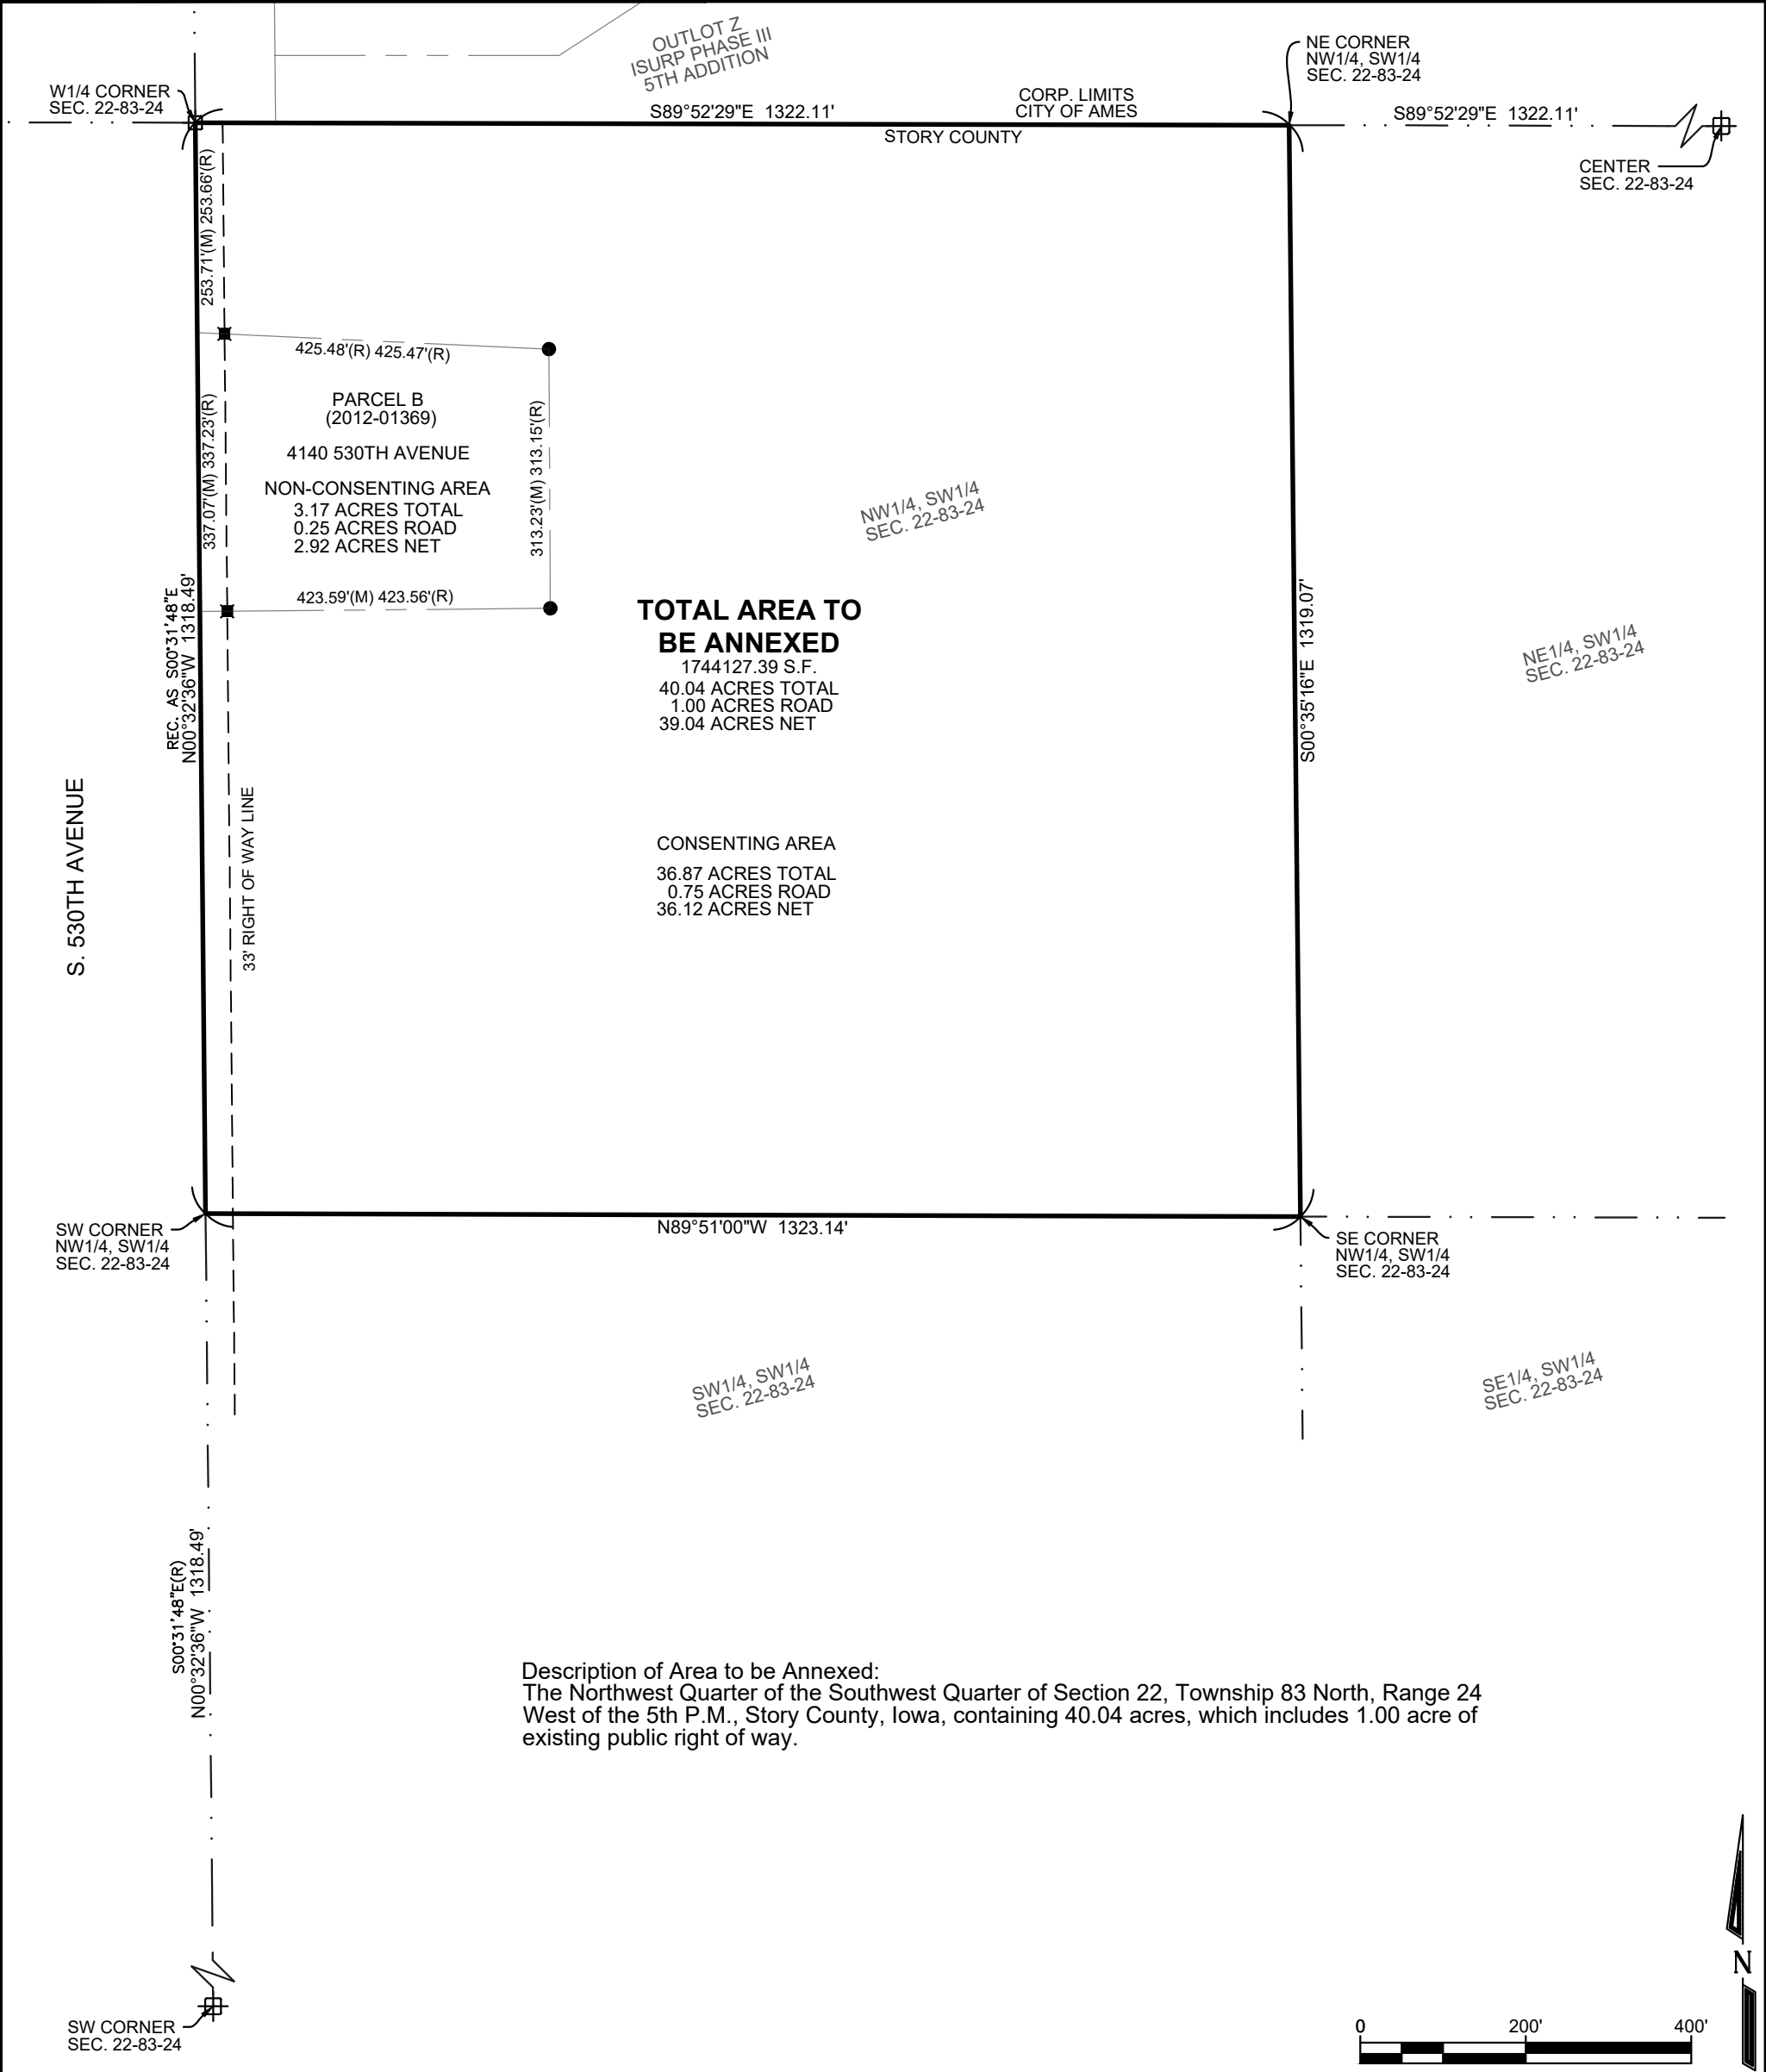 OUTLOT Z
ISURP PHASE III
5TH ADDITION
NE CORNER
NW1/4, SW1/4
SEC. 22-83-24
W1/4 CORNER
SEC. 22-83-24
S89°52'29"E 1322.11'
CORP. LIMITS
CITY OF AMES
STORY COUNTY
S89°52'29"E 1322.11'
CENTER
SEC. 22-83-24
253.71'(M) 253.66'(R)
425.48'(R) 425.47'(R)
PARCEL B
(2012-01369)
4140 530TH AVENUE
NON-CONSENTING AREA
3.17 ACRES TOTAL
0.25 ACRES ROAD
2.92 ACRES NET
337.07'(M) 337.23'(R)
313.23'(M) 313.15'(R)
423.59'(M) 423.56'(R)
NW1/4, SW1/4
SEC. 22-83-24
REC. AS S00°31'48"E
N00°32'36"W 1318.49'
TOTAL AREA TO
BE ANNEXED
1744127.39 S.F.
40.04 ACRES TOTAL
1.00 ACRES ROAD
39.04 ACRES NET
S00°35'16"E 1319.07'
NE1/4, SW1/4
SEC. 22-83-24
S. 530TH AVENUE
33' RIGHT OF WAY LINE
CONSENTING AREA
36.87 ACRES TOTAL
0.75 ACRES ROAD
36.12 ACRES NET
SW CORNER
NW1/4, SW1/4
SEC. 22-83-24
N89°51'00"W 1323.14'
SE CORNER
NW1/4, SW1/4
SEC. 22-83-24
SW1/4, SW1/4
SEC. 22-83-24
SE1/4, SW1/4
SEC. 22-83-24
S00°31'48"E(R)
N00°32'36"W 1318.49'
Description of Area to be Annexed:
The Northwest Quarter of the Southwest Quarter of Section 22, Township 83 North, Range 24
West of the 5th P.M., Story County, Iowa, containing 40.04 acres, which includes 1.00 acre of
existing public right of way.
N
SW CORNER
SEC. 22-83-24
0 200' 400'